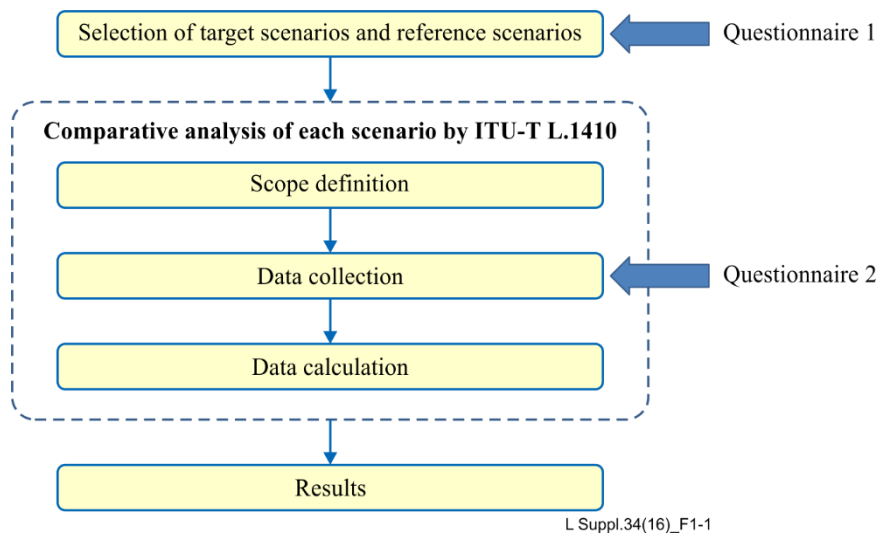 Selection of target scenarios and reference scenarios
Questionnaire 1
Comparative analysis of each scenario by ITU-T L.1410
Scope definition
Data collection
Questionnaire 2
Data calculation
Results
L Suppl.34(16)_F1-1